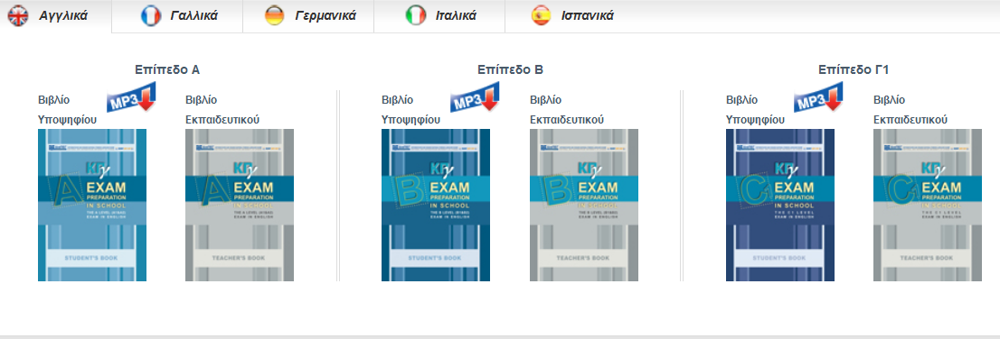 Αγγλικά
Γαλλικά
Γερμανικά
Ιταλικά
Ισπανικά
Επίπεδο Α
Βιβλίο
Υποψηφίου
MP3
Βιβλίο
Εκπαιδευτικού
ΚΠγ
A
EXAM
PREPARATION
IN SCHOOL
THE A LEVEL (A1&A2)
EXAM IN ENGLISH
STUDENT'S BOOK
ΚΠγ
A
EXAM
PREPARATION
IN SCHOOL
THE A LEVEL (A1&A2)
EXAM IN ENGLISH
TEACHER'S BOOK
Επίπεδο Β
Βιβλίο
Υποψηφίου
MP3
Βιβλίο
Εκπαιδευτικού
ΚΠγ
B
EXAM
PREPARATION
IN SCHOOL
THE B LEVEL (B1&B2)
EXAM IN ENGLISH
STUDENT'S BOOK
ΚΠγ
B
EXAM
PREPARATION
IN SCHOOL
THE B LEVEL (B1&B2)
EXAM IN ENGLISH
TEACHER'S BOOK
Επίπεδο Γ1
Βιβλίο
Υποψηφίου
MP3
Βιβλίο
Εκπαιδευτικού
ΚΠγ
C
EXAM
PREPARATION
IN SCHOOL
THE C1 LEVEL
EXAM IN ENGLISH
STUDENT'S BOOK
ΚΠγ
C
EXAM
PREPARATION
IN SCHOOL
THE C1 LEVEL
EXAM IN ENGLISH
TEACHER'S BOOK